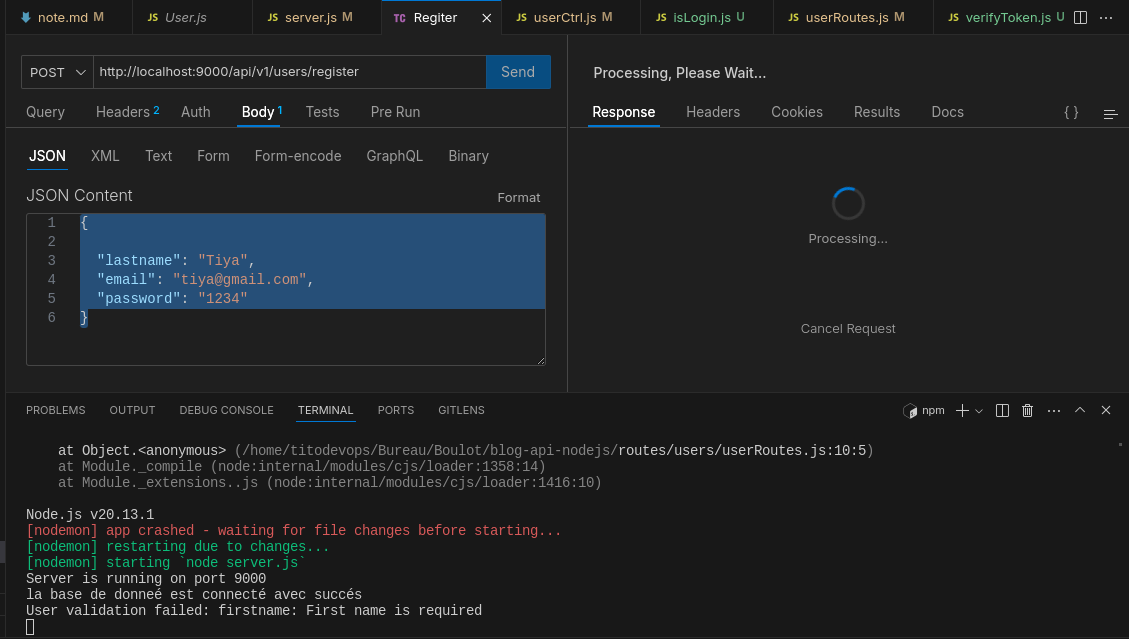 note.md M
JS User.js
JS server.js M
TC Regiter
JS userCtrl.js M
JS isLogin.js U
JS userRoutes.js M
JS verifyToken.js U
POST http://localhost:9000/api/v1/users/register Send
Query Headers 2 Auth Body 1 Tests Pre Run
JSON XML Text Form Form-encode GraphQL Binary
JSON Content Format
1 {
2
3 "lastname": "Tiya",
4 "email": "tiya@gmail.com",
5 "password": "1234"
6 }
Processing, Please Wait...
Response Headers Cookies Results Docs { }
Processing...
Cancel Request
PROBLEMS OUTPUT DEBUG CONSOLE TERMINAL PORTS GITLENS npm
at Object.<anonymous> (/home/titodevops/Bureau/Boulot/blog-api-nodejs/routes/users/userRoutes.js:10:5)
at Module._compile (node:internal/modules/cjs/loader:1358:14)
at Module._extensions..js (node:internal/modules/cjs/loader:1416:10)
Node.js v20.13.1
[nodemon] app crashed - waiting for file changes before starting...
[nodemon] restarting due to changes...
[nodemon] starting `node server.js`
Server is running on port 9000
la base de donneé est connecté avec succés
User validation failed: firstname: First name is required